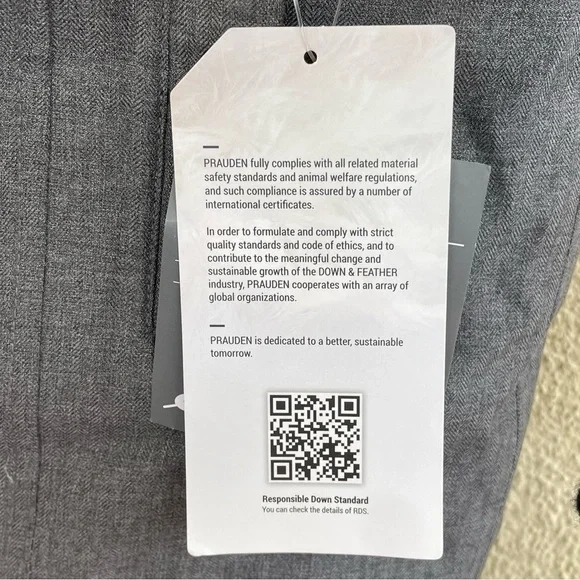 PRAUDEN fully complies with all related material
safety standards and animal welfare regulations,
and such compliance is assured by a number of
international certificates.
In order to formulate and comply with strict
quality standards and code of ethics, and to
contribute to the meaningful change and
sustainable growth of the DOWN & FEATHER
industry, PRAUDEN cooperates with an array of
global organizations.
PRAUDEN is dedicated to a better, sustainable
tomorrow.
Responsible Down Standard
You can check the details of RDS.